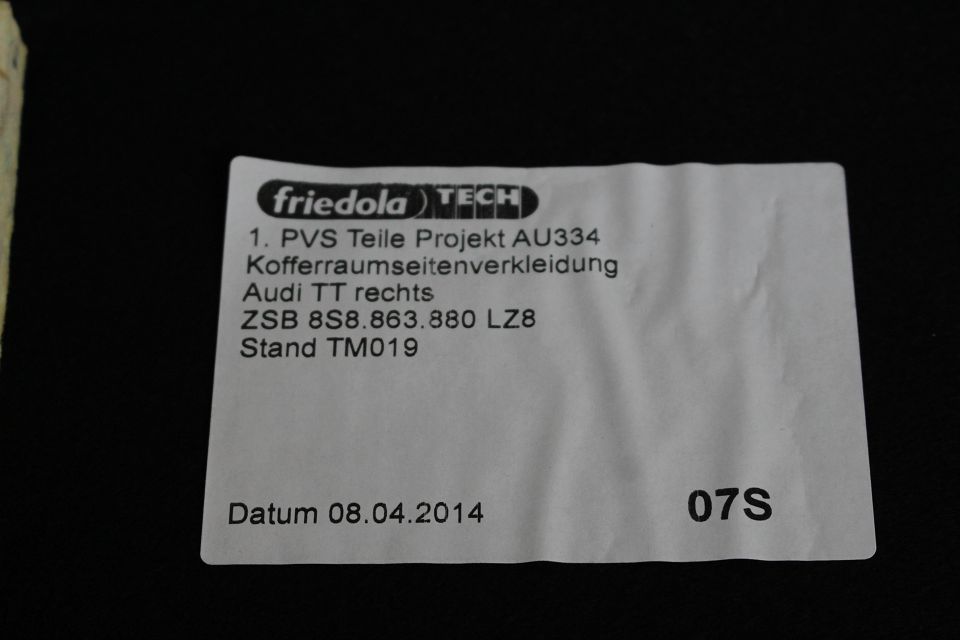 friedola TECH
1. PVS Teile Projekt AU334
Kofferraumseitenverkleidung
Audi TT rechts
ZSB 8S8.863.880 LZ8
Stand TM019
Datum 08.04.2014
07S